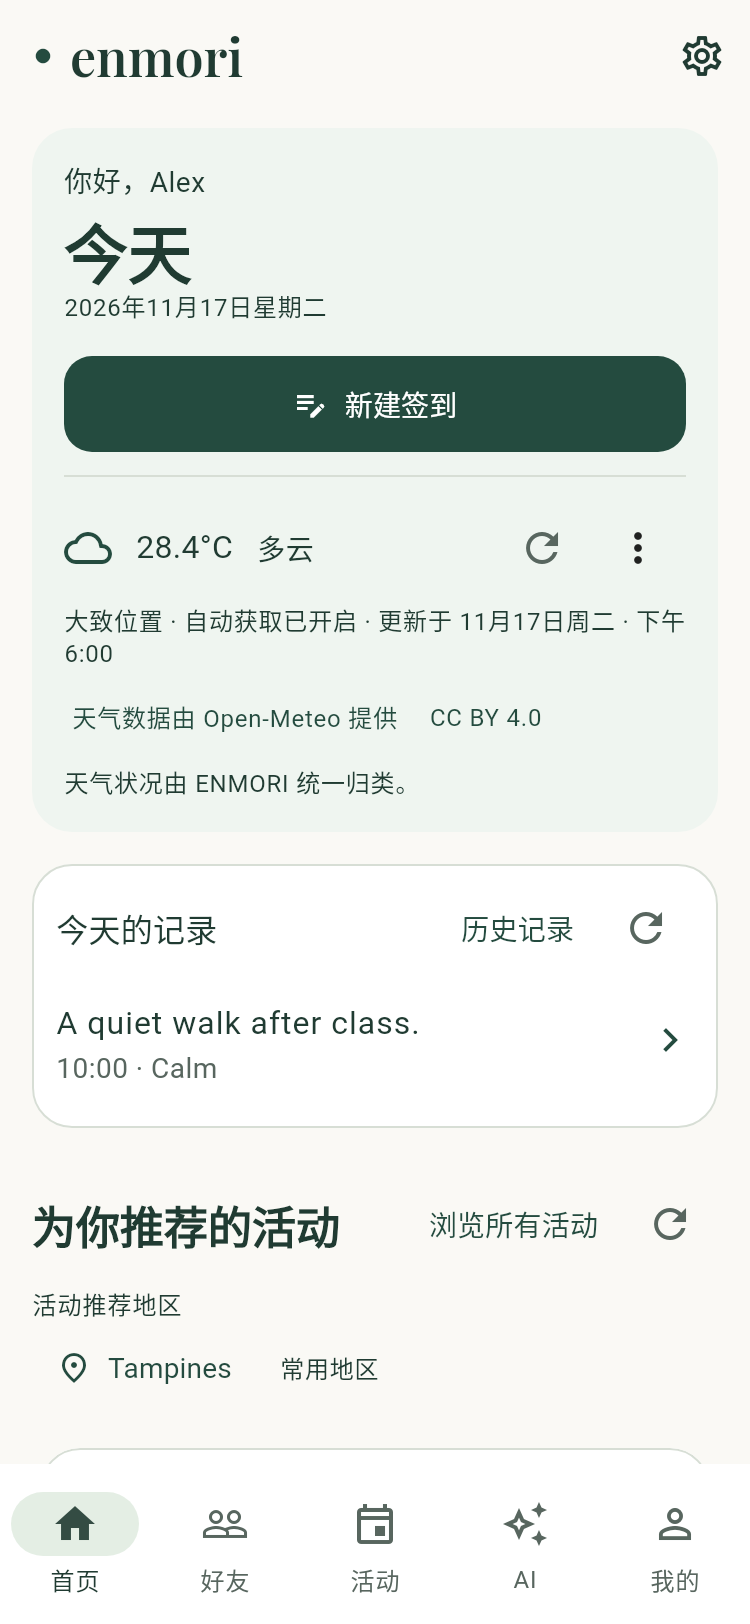 enmori
你好，Alex
今天
2026年11月17日星期二
新建签到
28.4°C 多云
大致位置 · 自动获取已开启 · 更新于 11月17日周二 · 下午
6:00
天气数据由 Open-Meteo 提供 CC BY 4.0
天气状况由 ENMORI 统一归类。
今天的记录 历史记录
A quiet walk after class.
10:00 · Calm
为你推荐的活动 浏览所有活动
活动推荐地区
Tampines 常用地区
首页 好友 活动 AI 我的